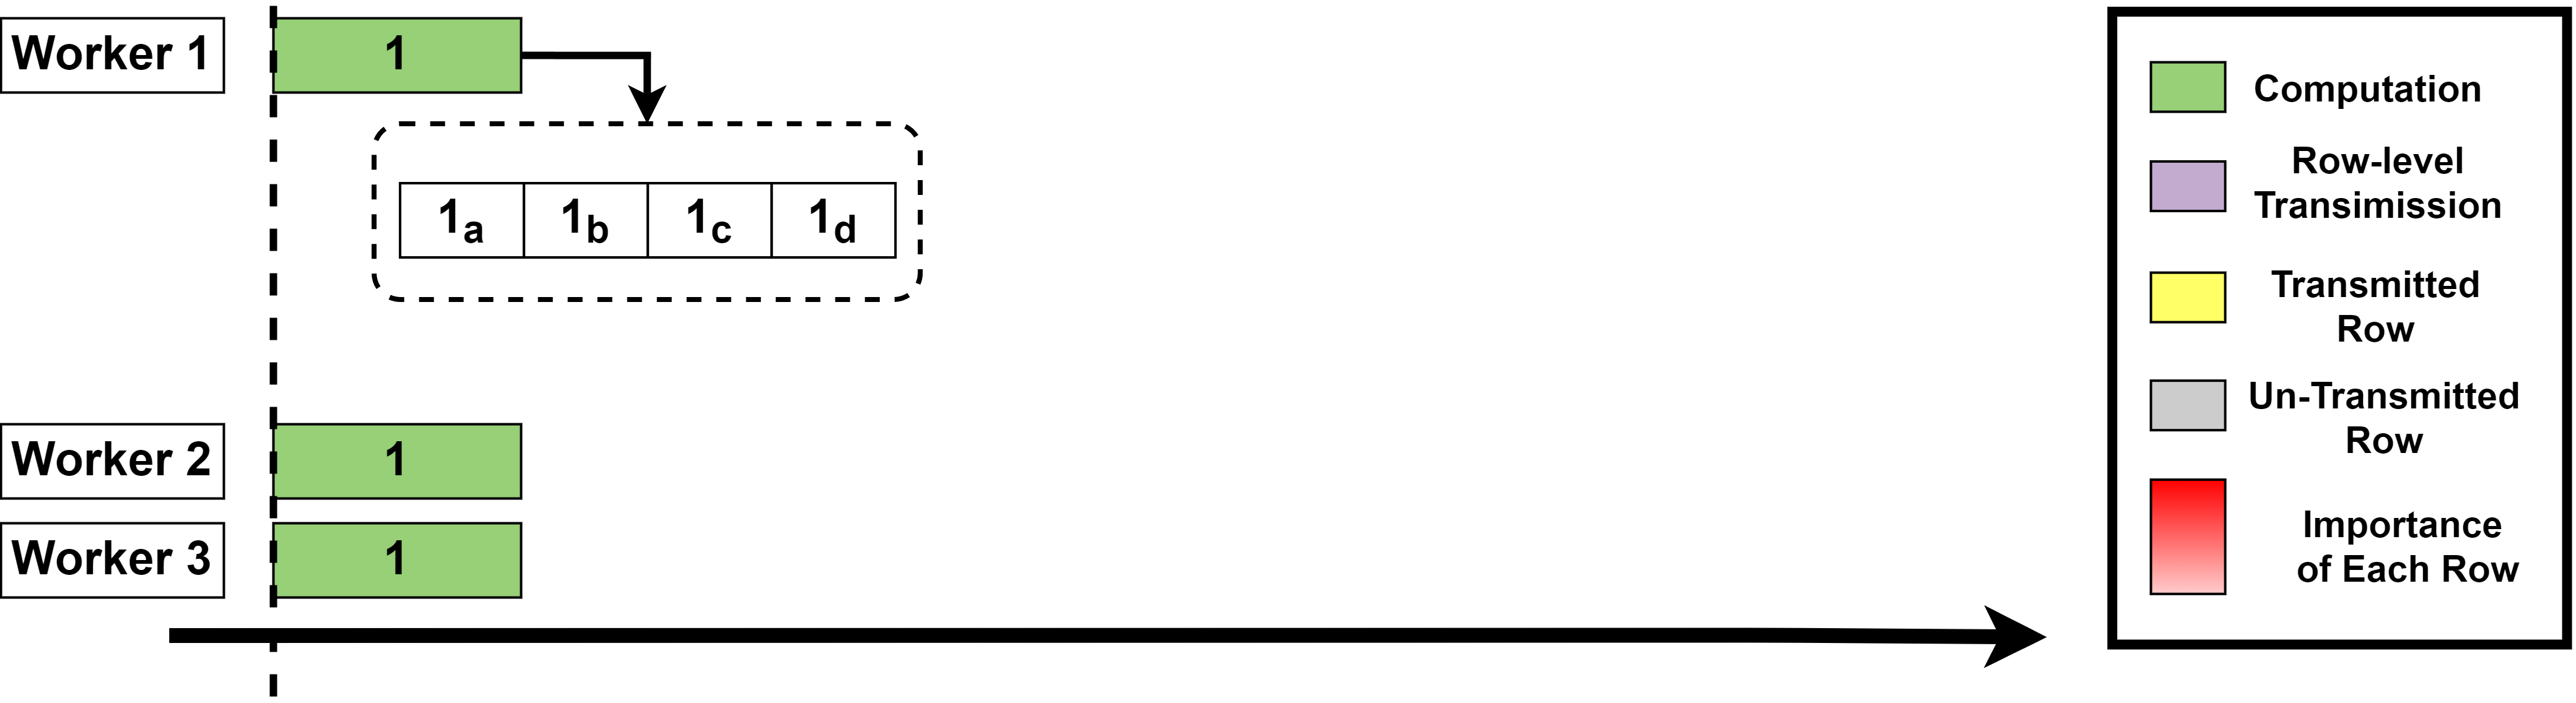 Worker 1
1
1a 1b 1c 1d
Worker 2
1
Worker 3
1
Computation
Row-level
Transimission
Transmitted
Row
Un-Transmitted
Row
Importance
of Each Row